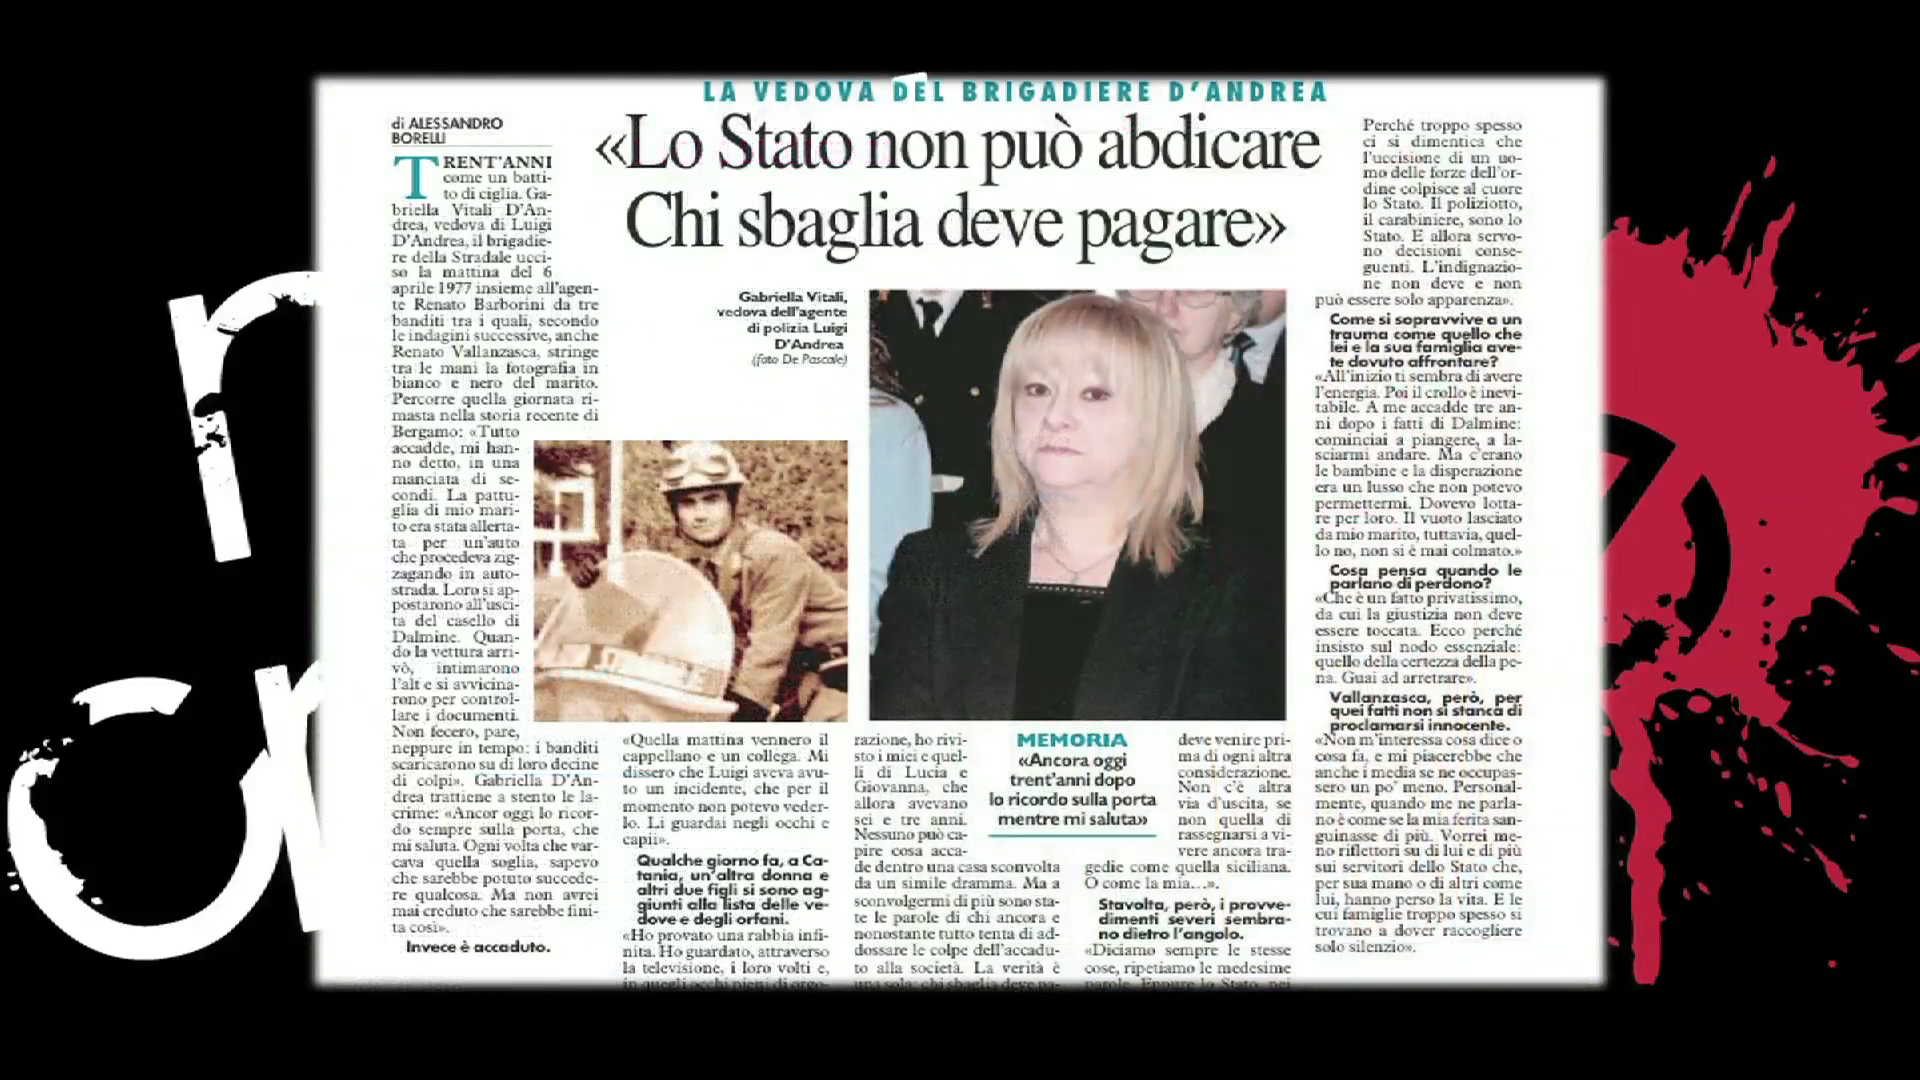 LA VEDOVA DEL BRIGADIERE D'ANDREA
«Lo Stato non può abdicare
Chi sbaglia deve pagare»
di ALESSANDRO
BORELLI
TRENT'ANNI
come un batti-
to di ciglia. Ga-
briella Vitali D'An-
drea, vedova di Luigi
D'Andrea, il brigadie-
re della Stradale ucci-
so la mattina del 6
aprile 1977 insieme all'agen-
te Renato Barborini da tre
banditi tra i quali, secondo
le indagini successive, anche
Renato Vallanzasca, stringe
tra le mani la fotografia in
bianco e nero del marito.
Percorre quella giornata ri-
masta nella storia recente di
Bergamo: «Tutto
accadde, mi han-
no detto, in una
manciata di se-
condi. La pattu-
glia di mio mari-
to era stata allerta-
ta per un'auto
che procedeva zig-
zagando in auto-
strada. Loro si ap-
postarono all'usci-
ta del casello di
Dalmine. Quan-
do la vettura arri-
vò, intimarono
l'alt e si avvicina-
rono per control-
lare i documenti.
Non fecero, pare,
neppure in tempo: i banditi
scaricarono su di loro decine
di colpi». Gabriella D'An-
drea trattiene a stento le la-
crime: «Ancor oggi lo ricor-
do sempre sulla porta, che
mi saluta. Ogni volta che var-
cava quella soglia, sapevo
che sarebbe potuto succede-
re qualcosa. Ma non avrei
mai creduto che sarebbe fini-
ta così».
Invece è accaduto.
Gabriella Vitali,
vedova dell'agente
di polizia Luigi
D'Andrea
(foto De Pascale)
«Quella mattina vennero il
cappellano e un collega. Mi
dissero che Luigi aveva avu-
to un incidente, che per il
momento non potevo veder-
lo. Li guardai negli occhi e
capii».
Qualche giorno fa, a Ca-
tania, un'altra donna e
altri due figli si sono ag-
giunti alla lista delle ve-
dove e degli orfani.
«Ho provato una rabbia infi-
nita. Ho guardato, attraverso
la televisione, i loro volti e,
in quegli occhi pieni di orgo-
razione, ho rivi-
sto i miei e quel-
li di Lucia e
Giovanna, che
allora avevano
sei e tre anni.
Nessuno può ca-
pire cosa acca-
de dentro una casa sconvolta
da un simile dramma. Ma a
sconvolgermi di più sono sta-
te le parole di chi ancora e
nonostante tutto tenta di ad-
dossare le colpe dell'accadu-
to alla società. La verità è
una sola: chi sbaglia deve pa-
MEMORIA
«Ancora oggi
trent'anni dopo
lo ricordo sulla porta
mentre mi saluta»
deve venire pri-
ma di ogni altra
considerazione.
Non c'è altra
via d'uscita, se
non quella di
rassegnarsi a vi-
vere ancora tra-
gedie come quella siciliana.
O come la mia...».
Stavolta, però, i provve-
dimenti severi sembra-
no dietro l'angolo.
«Diciamo sempre le stesse
cose, ripetiamo le medesime
parole. Eppure lo Stato, nei
Perché troppo spesso
ci si dimentica che
l'uccisione di un uo-
mo delle forze dell'or-
dine colpisce al cuore
lo Stato. Il poliziotto,
il carabiniere, sono lo
Stato. E allora servo-
no decisioni conse-
guenti. L'indignazio-
ne non deve e non
può essere solo apparenza».
Come si sopravvive a un
trauma come quello che
lei e la sua famiglia ave-
te dovuto affrontare?
«All'inizio ti sembra di avere
l'energia. Poi il crollo è inevi-
tabile. A me accadde tre an-
ni dopo i fatti di Dalmine:
cominciai a piangere, a la-
sciarmi andare. Ma c'erano
le bambine e la disperazione
era un lusso che non potevo
permettermi. Dovevo lotta-
re per loro. Il vuoto lasciato
da mio marito, tuttavia, quel-
lo no, non si è mai colmato.»
Cosa pensa quando le
parlano di perdono?
«Che è un fatto privatissimo,
da cui la giustizia non deve
essere toccata. Ecco perché
insisto sul nodo essenziale:
quello della certezza della pe-
na. Guai ad arretrare».
Vallanzasca, però, per
quei fatti non si stanca di
proclamarsi innocente.
«Non m'interessa cosa dice o
cosa fa, e mi piacerebbe che
anche i media se ne occupas-
sero un po' meno. Personal-
mente, quando me ne parla-
no è come se la mia ferita san-
guinasse di più. Vorrei me-
no riflettori su di lui e di più
sui servitori dello Stato che,
per sua mano o di altri come
lui, hanno perso la vita. E le
cui famiglie troppo spesso si
trovano a dover raccogliere
solo silenzio».